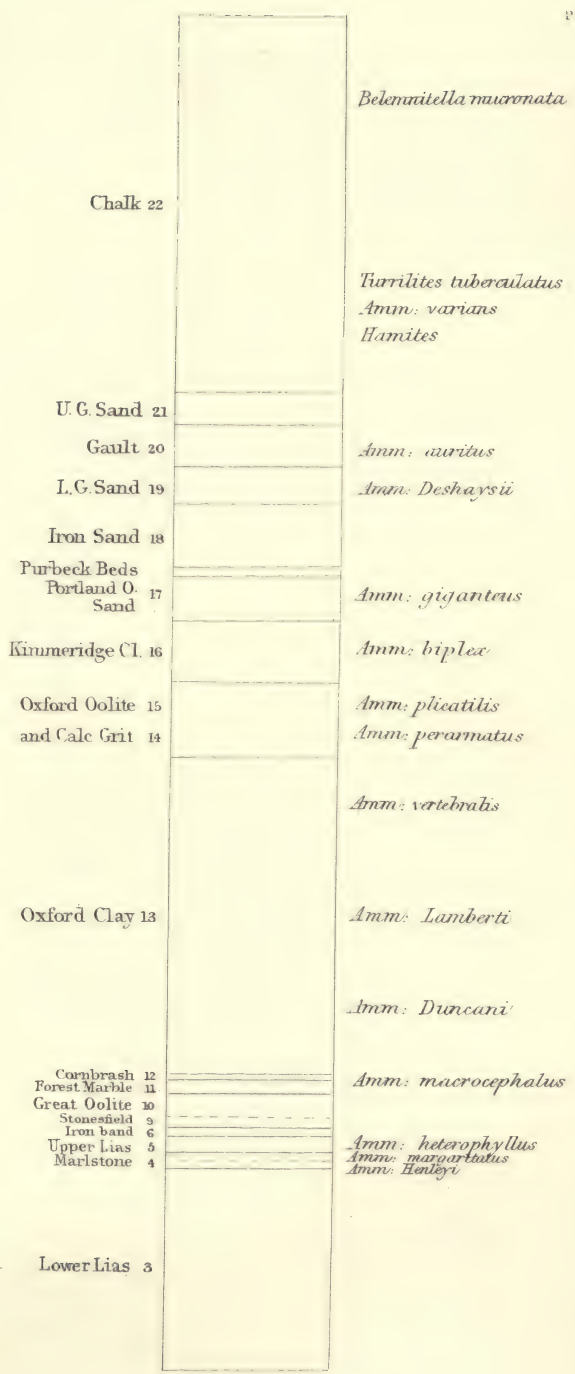 P
Belemnitella mucronata
Chalk 22
Turrilites tuberculatus
Amm: varians
Hamites
U. G. Sand 21
Gault 20 Amm: auritus
L. G. Sand 19 Amm: Deshaysii
Iron Sand 18
Purbeck Beds
Portland O. 17 Amm: giganteus
Sand
Kimmeridge Cl. 16 Amm: biplex
Oxford Oolite 15 Amm: plicatilis
and Calc Grit 14 Amm: perarmatus
Amm: vertebralis
Oxford Clay 13 Amm: Lamberti
Amm: Duncani
Cornbrash 12 Amm: macrocephalus
Forest Marble 11
Great Oolite 10
Stonesfield 9
Iron band 6
Upper Lias 5 Amm: heterophyllus
Marlstone 4 Amm: margaritatus
Amm: Henleyi
Lower Lias 3